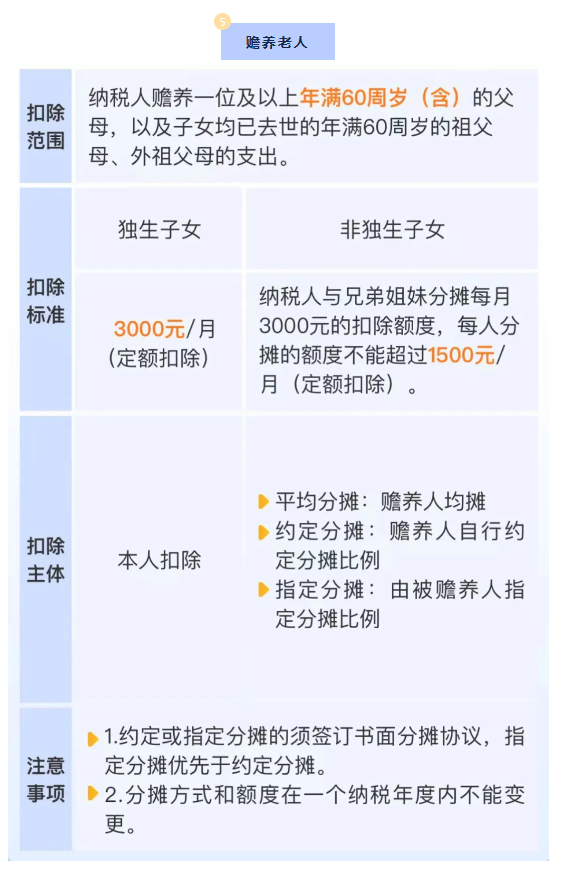 5
赡养老人
扣除
范围
纳税人赡养一位及以上年满60周岁（含）的父
母，以及子女均已去世的年满60周岁的祖父
母、外祖父母的支出。
扣除
标准
独生子女
非独生子女
3000元/月
（定额扣除）
纳税人与兄弟姐妹分摊每月
3000元的扣除额度，每人分
摊的额度不能超过1500元/
月（定额扣除）。
扣除
主体
本人扣除
平均分摊：赡养人均摊
约定分摊：赡养人自行约
定分摊比例
指定分摊：由被赡养人指
定分摊比例
注意
事项
1.约定或指定分摊的须签订书面分摊协议，指
定分摊优先于约定分摊。
2.分摊方式和额度在一个纳税年度内不能变
更。